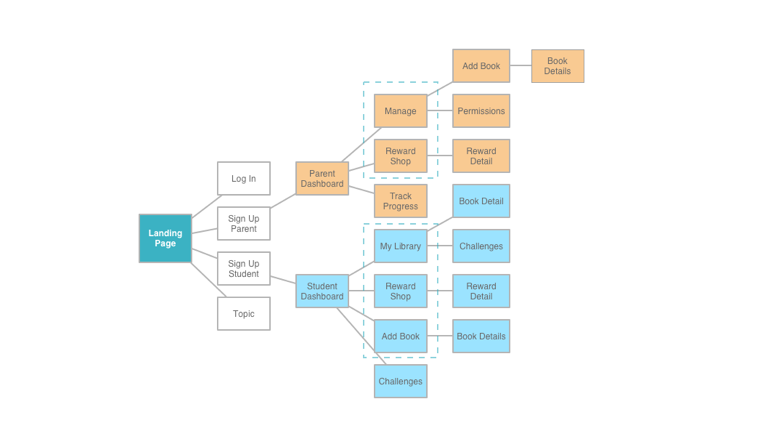 Add Book
Book
Details
Manage
Permissions
Reward
Shop
Reward
Detail
Log In
Parent
Dashboard
Track
Progress
Book Detail
Sign Up
Parent
Landing
Page
My Library
Challenges
Sign Up
Student
Student
Dashboard
Reward
Shop
Reward
Detail
Topic
Add Book
Book Details
Challenges